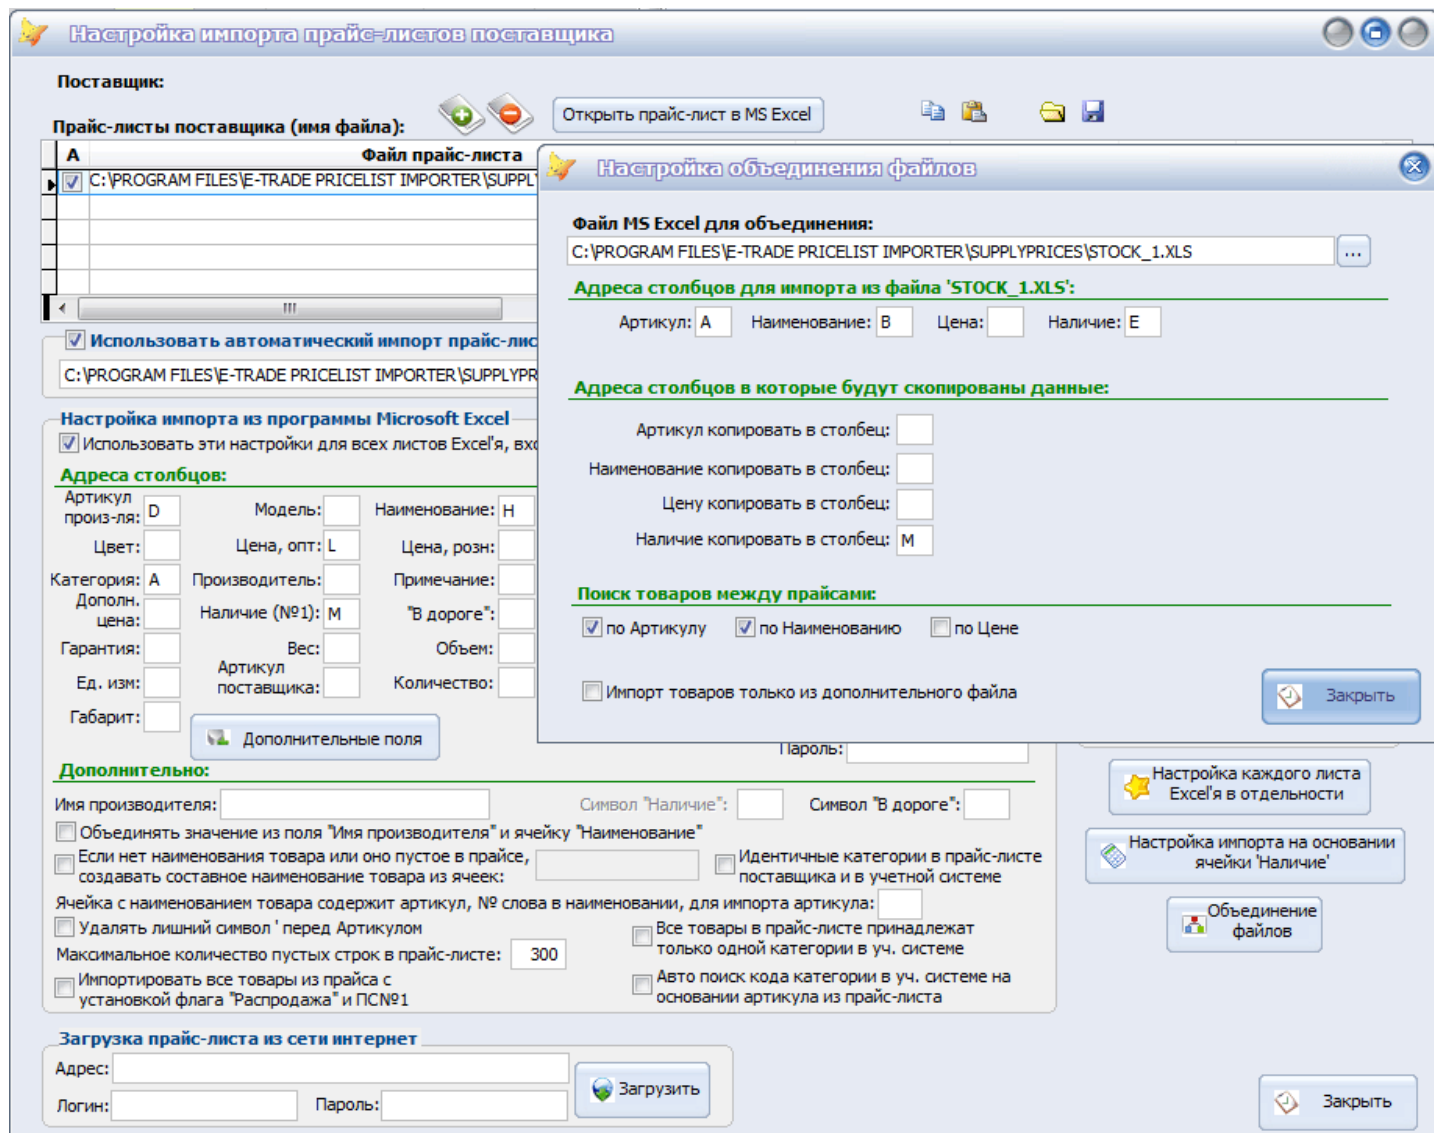 Настройка импорта прайс-листов поставщика
Поставщик:
Прайс-листы поставщика (имя файла):
Открыть прайс-лист в MS Excel
А Файл прайс-листа
C:\PROGRAM FILES\E-TRADE PRICELIST IMPORTER\SUPPL
Использовать автоматический импорт прайс-лис
C:\PROGRAM FILES\E-TRADE PRICELIST IMPORTER\SUPPLYPR
Настройка импорта из программы Microsoft Excel
Использовать эти настройки для всех листов Excel'я, вхо
Адреса столбцов:
Артикул
произ-ля: D Модель: Наименование: H
Цвет: Цена, опт: L Цена, розн:
Категория: A Производитель: Примечание:
Дополн.
цена: Наличие (№1): M "В дороге":
Гарантия: Вес: Объем:
Ед. изм: Артикул
поставщика: Количество:
Габарит:
Дополнительные поля
Настройка объединения файлов
Файл MS Excel для объединения:
C:\PROGRAM FILES\E-TRADE PRICELIST IMPORTER\SUPPLYPRICES\STOCK_1.XLS ...
Адреса столбцов для импорта из файла 'STOCK_1.XLS':
Артикул: A Наименование: B Цена: Наличие: E
Адреса столбцов в которые будут скопированы данные:
Артикул копировать в столбец:
Наименование копировать в столбец:
Цену копировать в столбец:
Наличие копировать в столбец: M
Поиск товаров между прайсами:
по Артикулу по Наименованию по Цене
Импорт товаров только из дополнительного файла
Закрыть
Пароль:
Дополнительно:
Имя производителя: Символ "Наличие": Символ "В дороге":
Объединять значение из поля "Имя производителя" и ячейку "Наименование"
Если нет наименования товара или оно пустое в прайсе,
создавать составное наименование товара из ячеек:
Идентичные категории в прайс-листе
поставщика и в учетной системе
Ячейка с наименованием товара содержит артикул, № слова в наименовании, для импорта артикула:
Удалять лишний символ ' перед Артикулом
Все товары в прайс-листе принадлежат
только одной категории в уч. системе
Максимальное количество пустых строк в прайс-листе: 300
Импортировать все товары из прайса с
установкой флага "Распродажа" и ПС№1
Авто поиск кода категории в уч. системе на
основании артикула из прайс-листа
Настройка каждого листа
Excel'я в отдельности
Настройка импорта на основании
ячейки 'Наличие'
Объединение
файлов
Загрузка прайс-листа из сети интернет
Адрес:
Логин: Пароль:
Загрузить
Закрыть